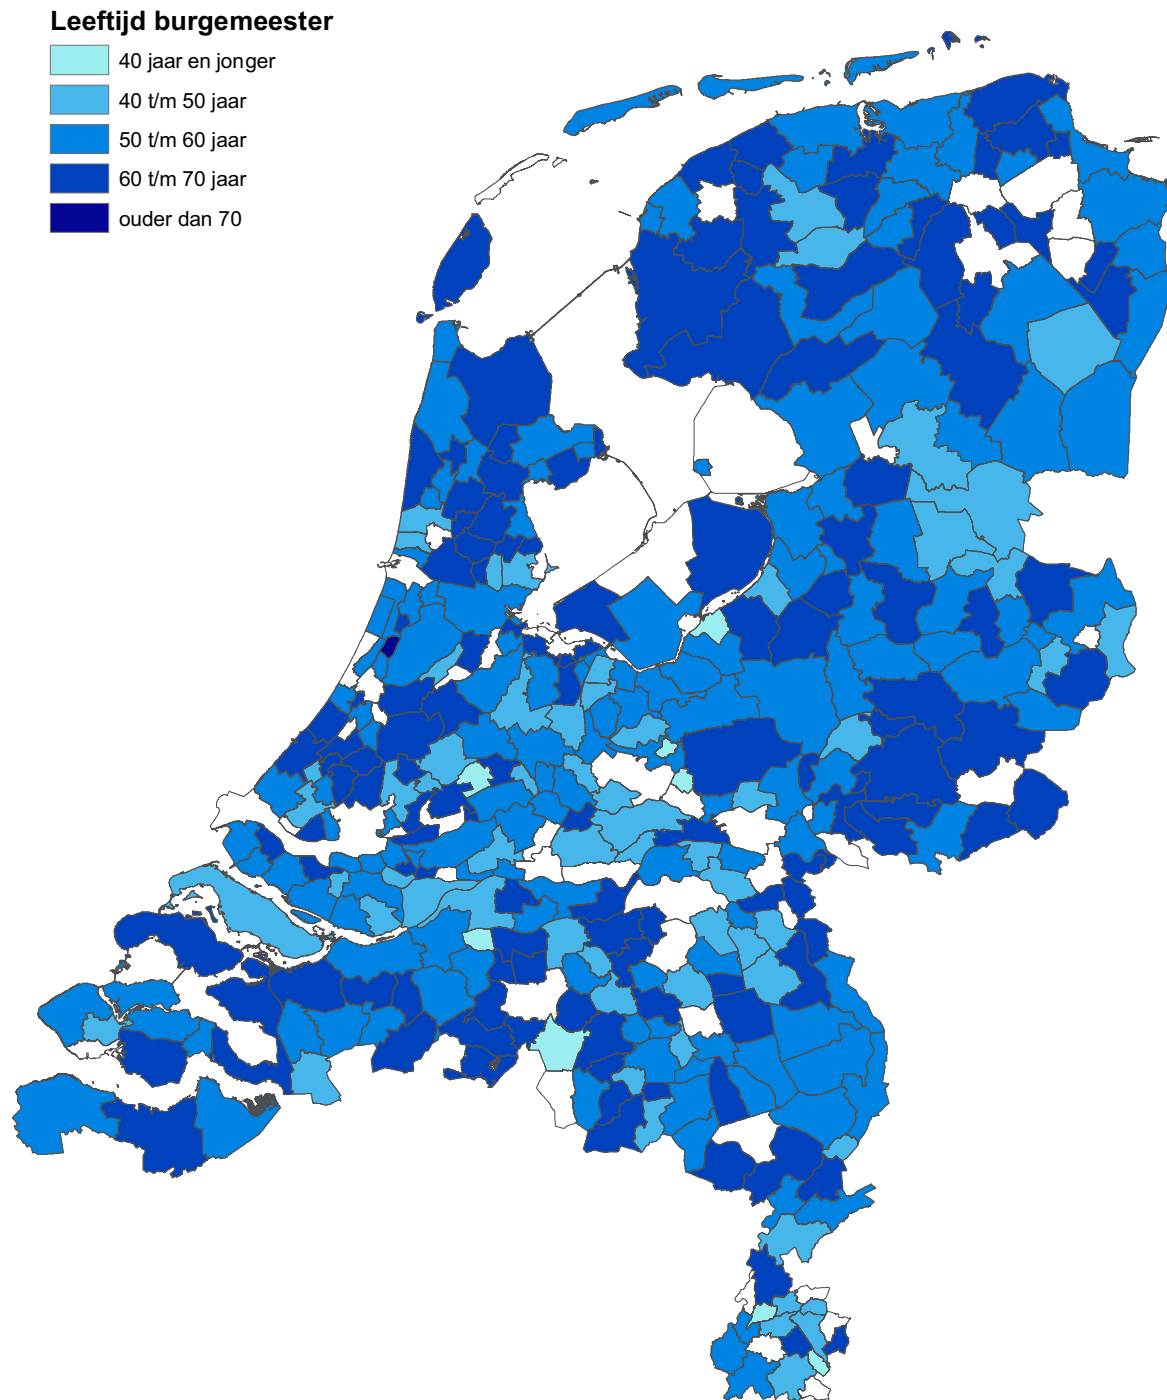 Leeftijd burgemeester
40 jaar en jonger
40 t/m 50 jaar
50 t/m 60 jaar
60 t/m 70 jaar
ouder dan 70